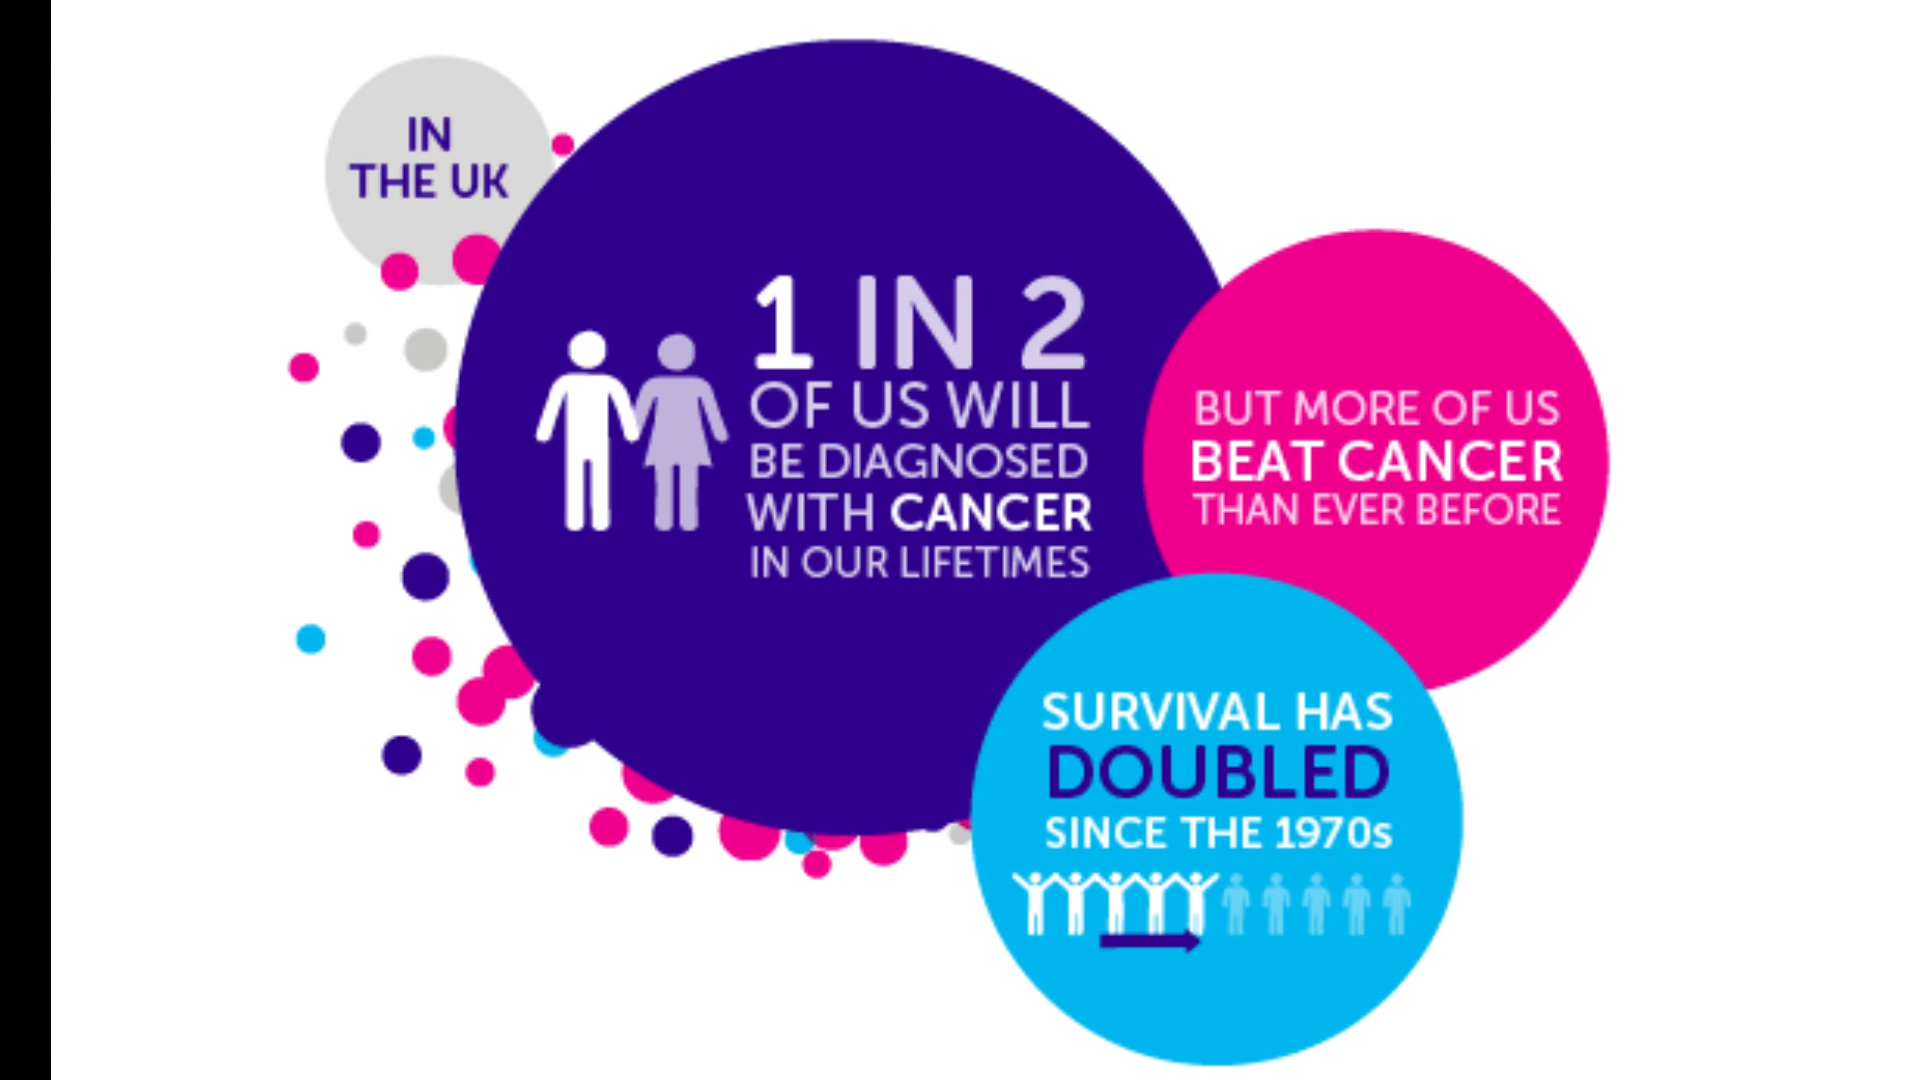 IN
THE UK
1 IN 2
OF US WILL
BE DIAGNOSED
WITH CANCER
IN OUR LIFETIMES
BUT MORE OF US
BEAT CANCER
THAN EVER BEFORE
SURVIVAL HAS
DOUBLED
SINCE THE 1970s